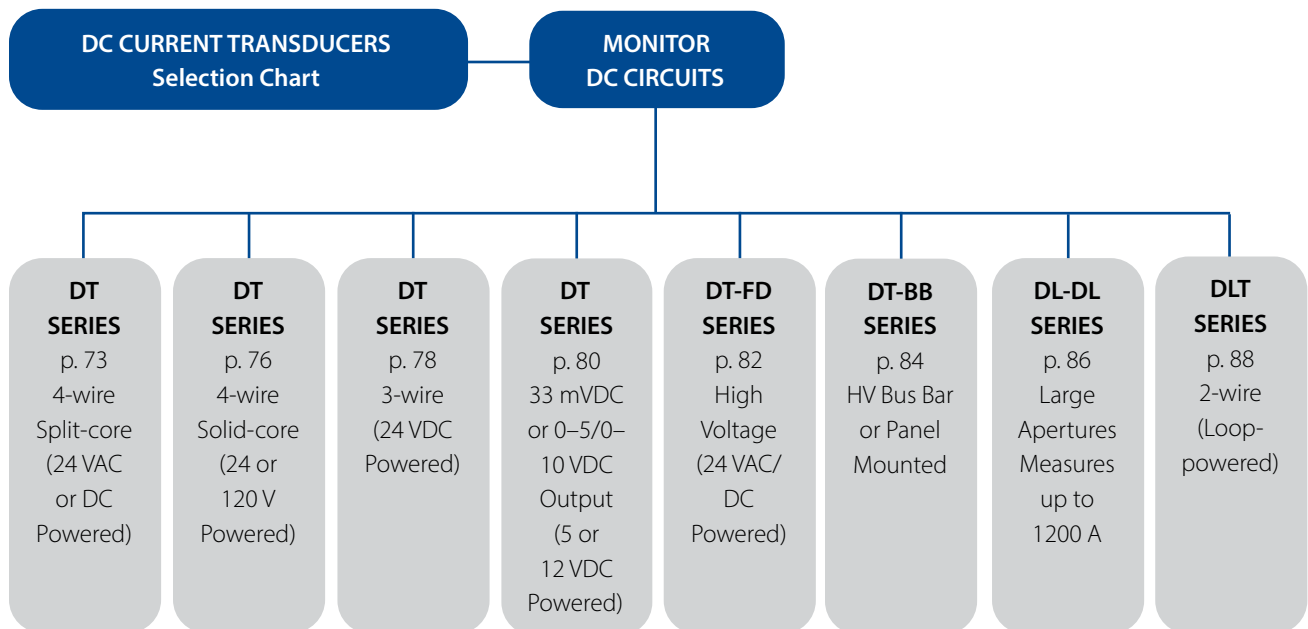 DC CURRENT TRANSDUCERS
Selection Chart
MONITOR
DC CIRCUITS
DT
SERIES
p. 73
4-wire
Split-core
(24 VAC
or DC
Powered)
DT
SERIES
p. 76
4-wire
Solid-core
(24 or
120 V
Powered)
DT
SERIES
p. 78
3-wire
(24 VDC
Powered)
DT
SERIES
p. 80
33 mVDC
or 0–5/0–
10 VDC
Output
(5 or
12 VDC
Powered)
DT-FD
SERIES
p. 82
High
Voltage
(24 VAC/
DC
Powered)
DT-BB
SERIES
p. 84
HV Bus Bar
or Panel
Mounted
DL-DL
SERIES
p. 86
Large
Apertures
Measures
up to
1200 A
DLT
SERIES
p. 88
2-wire
(Loop-
powered)